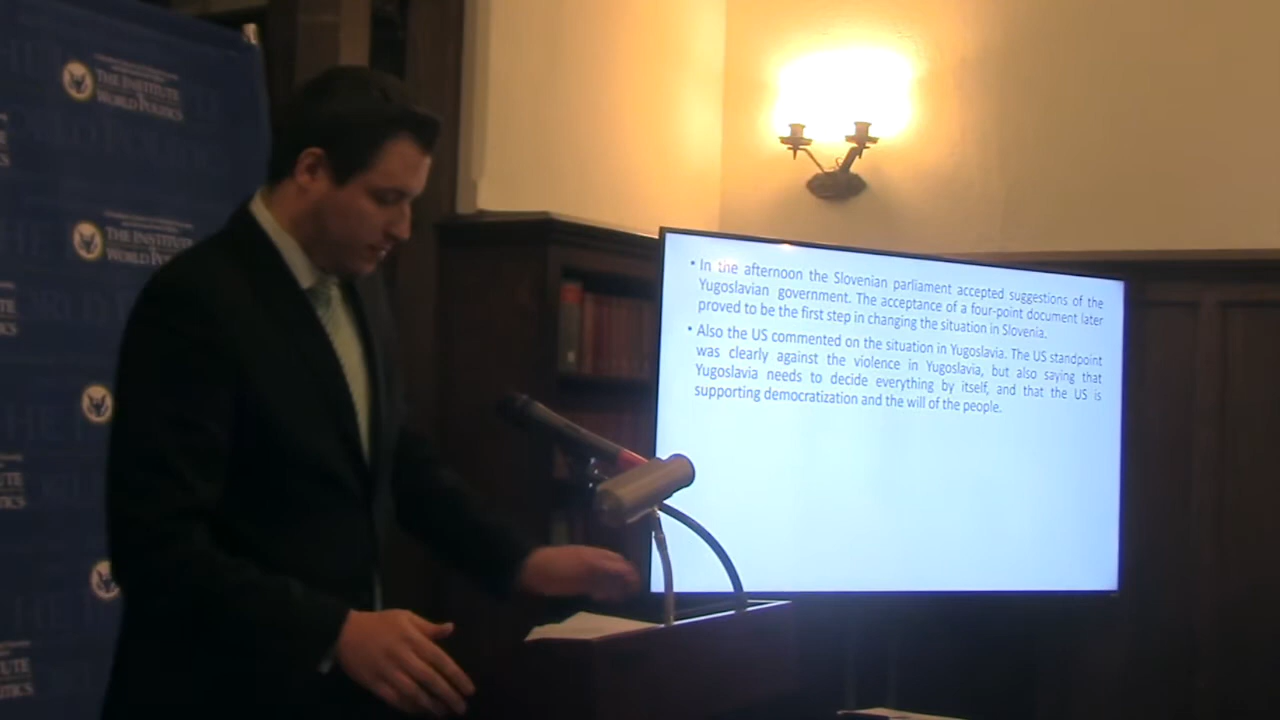 THE INSTITUTE
WORLD POLITICS
THE INSTITUTE
WORLD
• In the afternoon the Slovenian parliament accepted suggestions of the
Yugoslavian government. The acceptance of a four-point document later
proved to be the first step in changing the situation in Slovenia.
• Also the US commented on the situation in Yugoslavia. The US standpoint
was clearly against the violence in Yugoslavia, but also saying that
Yugoslavia needs to decide everything by itself, and that the US is
supporting democratization and the will of the people.